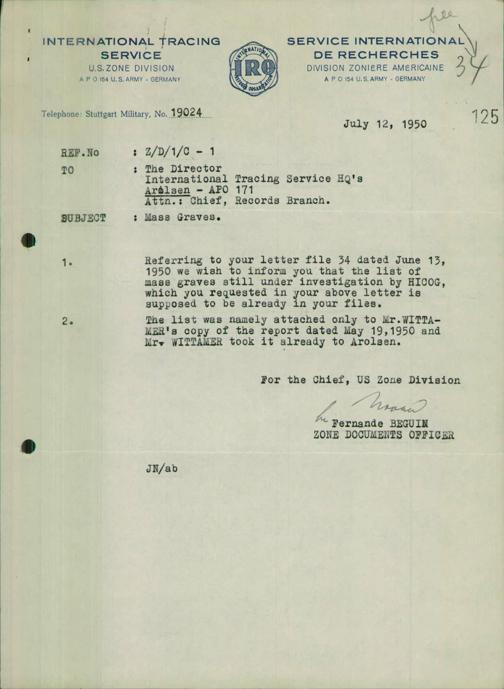 file
INTERNATIONAL TRACING
SERVICE
U.S. ZONE DIVISION
A P O 154 U.S. ARMY - GERMANY
INTERNATIONAL
IRO
SERVICE INTERNATIONAL
DE RECHERCHES
DIVISION ZONIERE AMERICAINE
A P O 154 U.S. ARMY - GERMANY
34
Telephone: Stuttgart Military, No. 19024
125
July 12, 1950
REF.No : Z/D/1/C - 1
TO : The Director
International Tracing Service HQ's
Arolsen - APO 171
Attn.: Chief, Records Branch.
SUBJECT : Mass Graves.
1. Referring to your letter file 34 dated June 13,
1950 we wish to inform you that the list of
mass graves still under investigation by HICOG,
which you requested in your above letter is
supposed to be already in your files.
2. The list was namely attached only to Mr.WITTA-
MER's copy of the report dated May 19,1950 and
Mr. WITTAMER took it already to Arolsen.
For the Chief, US Zone Division
Fernande BEGUIN
ZONE DOCUMENTS OFFICER
JN/ab